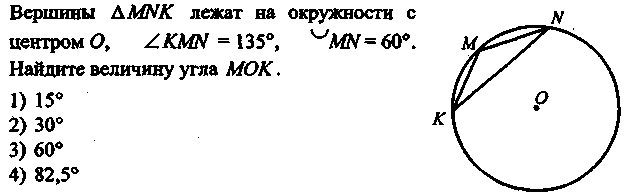 Вершины △MNK лежат на окружности с
центром O, ∠KMN = 135°, ◡MN = 60°.
Найдите величину угла MOK.
1) 15°
2) 30°
3) 60°
4) 82,5°
N
M
O
K